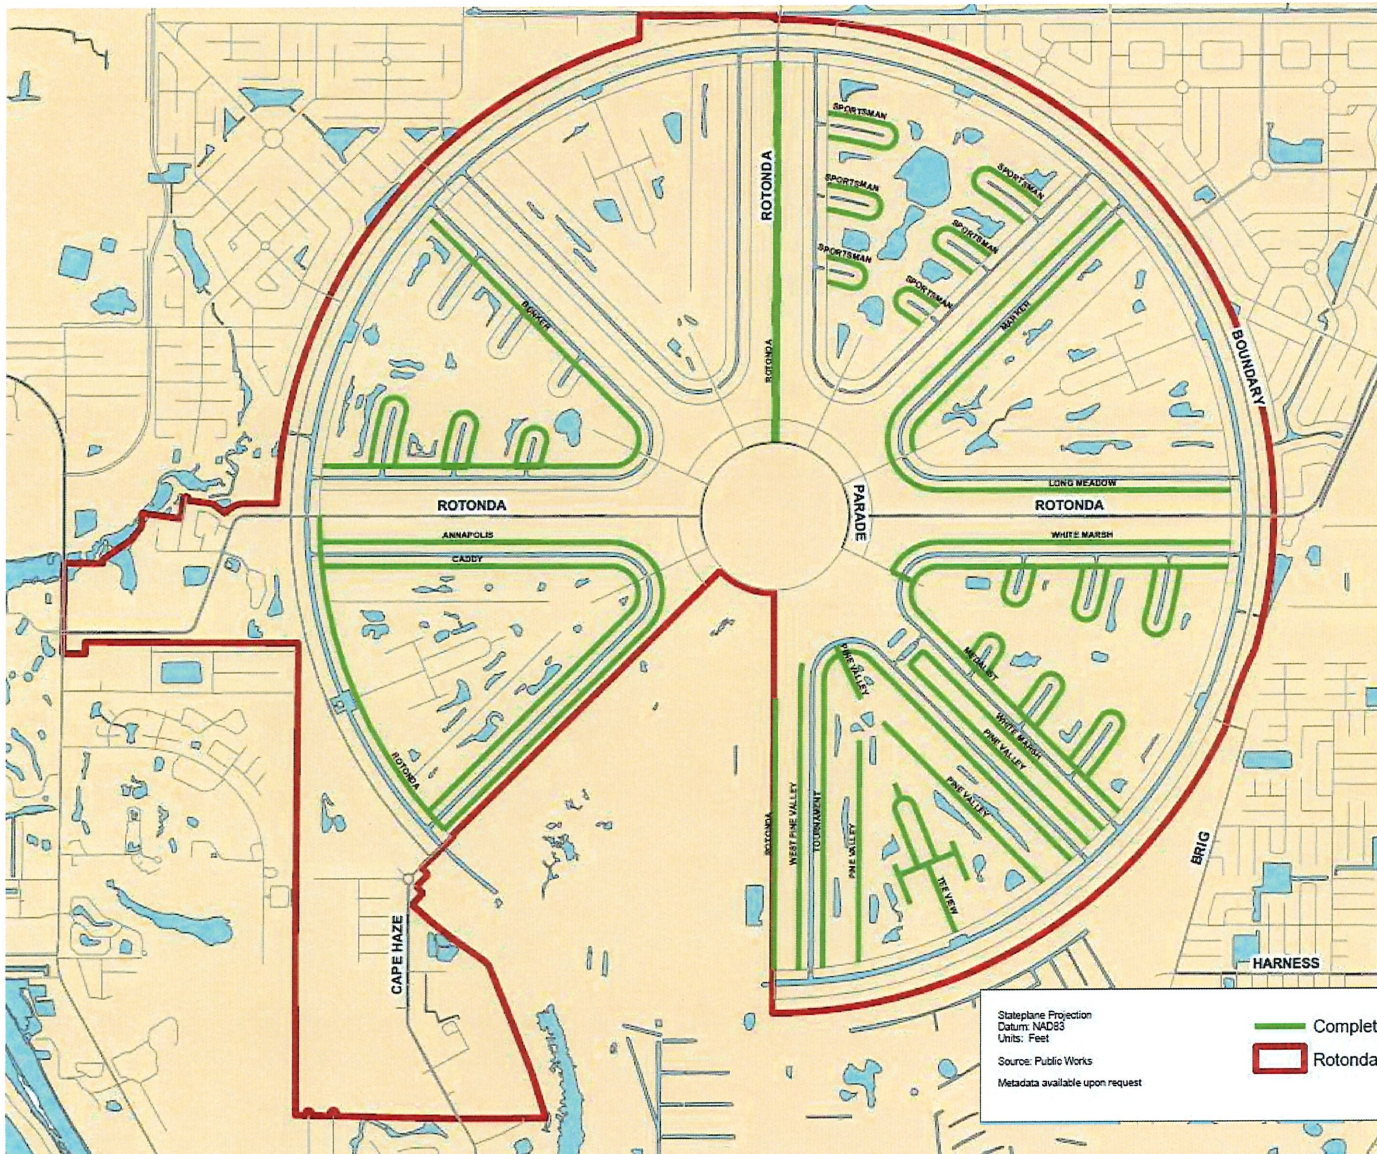 SPORTSMAN
SPORTSMAN
ROTONDA
SPORTSMAN
SPORTSMAN
SPORTSMAN
SPORTSMAN
BUNKER
MARKER
ROTONDA
BOUNDARY
LONG MEADOW
ROTONDA
PARADE
ROTONDA
ANNAPOLIS
WHITE MARSH
CADDY
MEDALIST
PINE VALLEY
WHITE MARSH
PINE VALLEY
ROTONDA
PINE VALLEY
WEST PINE VALLEY
TOURNAMENT
ROTONDA
PINE VALLEY
BRIG
TEE VIEW
CAPE HAZE
HARNESS
Stateplane Projection
Datum: NAD83
Units: Feet
Source: Public Works
Metadata available upon request
Complet
Rotonda